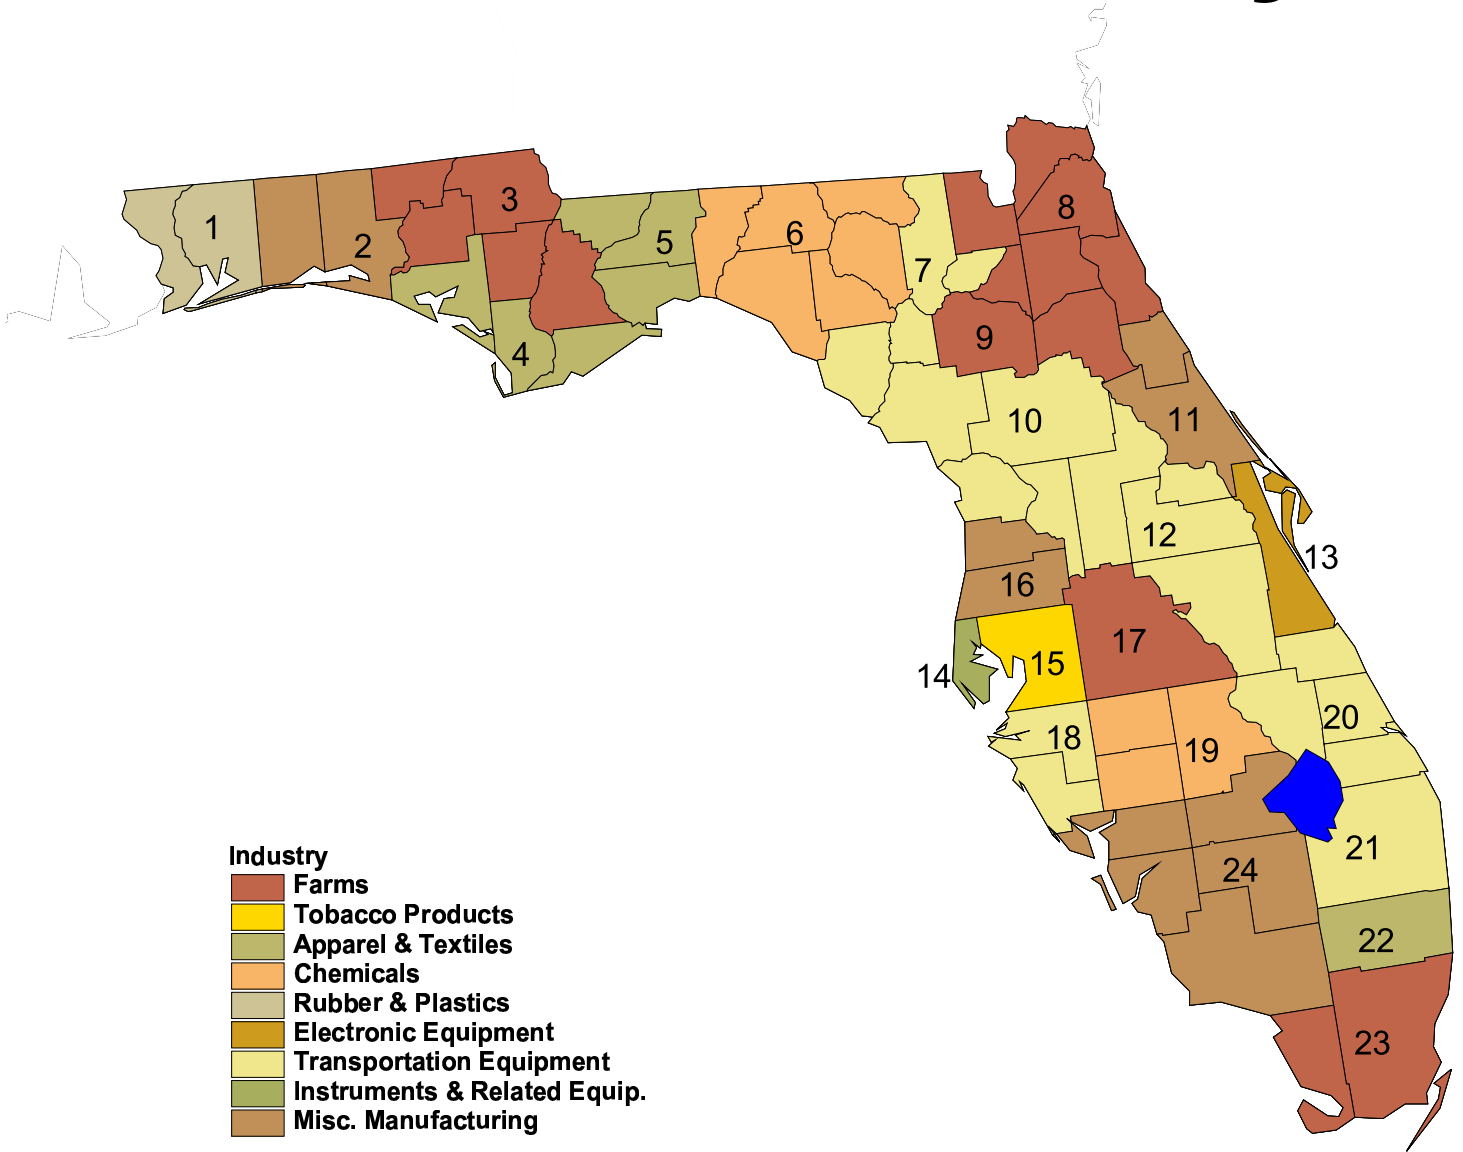 1
2
3
4
5
6
7
8
9
10
11
12
13
14
15
16
17
18
19
20
21
22
23
24
Industry
Farms
Tobacco Products
Apparel & Textiles
Chemicals
Rubber & Plastics
Electronic Equipment
Transportation Equipment
Instruments & Related Equip.
Misc. Manufacturing